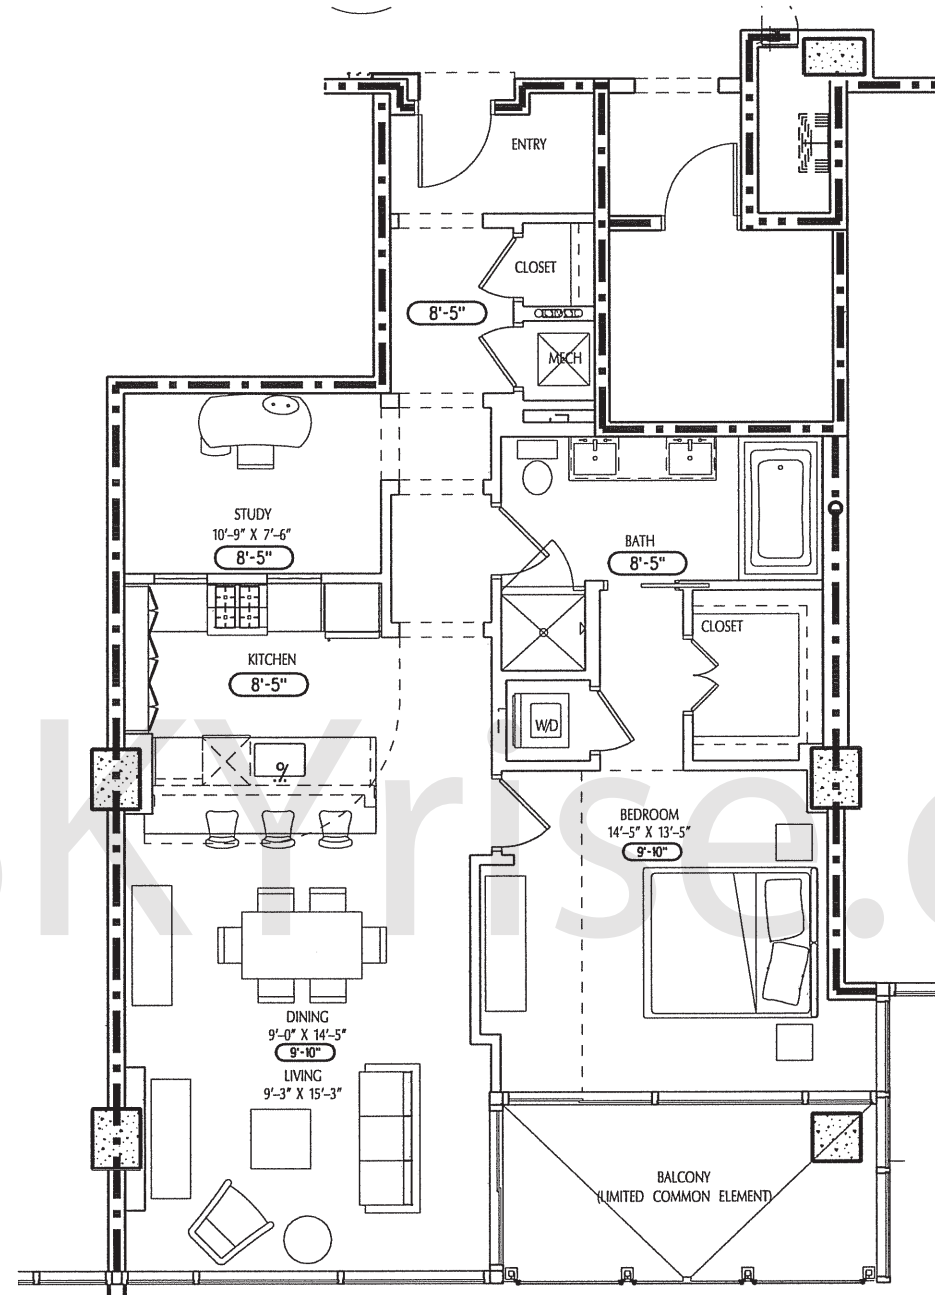 ENTRY
CLOSET
8'-5"
MECH
STUDY
10'-9" X 7'-6"
8'-5"
BATH
8'-5"
CLOSET
KITCHEN
8'-5"
W/D
BEDROOM
14'-5" X 13'-5"
9'-10"
DINING
9'-0" X 14'-5"
9'-10"
LIVING
9'-3" X 15'-3"
BALCONY
(LIMITED COMMON ELEMENT)